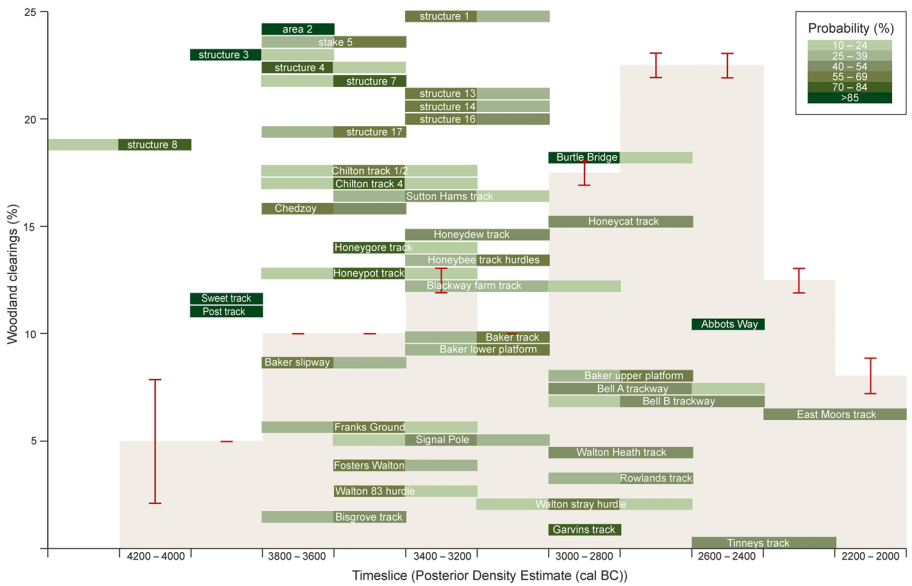 25
20
15
10
5
Woodland clearings (%)
structure 1
area 2
stake 5
structure 3
structure 4
structure 7
structure 13
structure 14
structure 16
structure 17
structure 8
Burtle Bridge
Chilton track 1/2
Chilton track 4
Sutton Hams track
Chedzoy
Honeycat track
Honeydew track
Honeygore track
Honeybee track hurdles
Honeypot track
Blackway farm track
Sweet track
Post track
Abbots Way
Baker track
Baker lower platform
Baker slipway
Baker upper platform
Bell A trackway
Bell B trackway
East Moors track
Franks Ground
Signal Pole
Walton Heath track
Fosters Walton
Rowlands track
Walton 83 hurdle
Walton stray hurdle
Bisgrove track
Garvins track
Tinneys track
Probability (%)
10 – 24
25 – 39
40 – 54
55 – 69
70 – 84
>85
4200 – 4000
3800 – 3600
3400 – 3200
3000 – 2800
2600 – 2400
2200 – 2000
Timeslice (Posterior Density Estimate (cal BC))